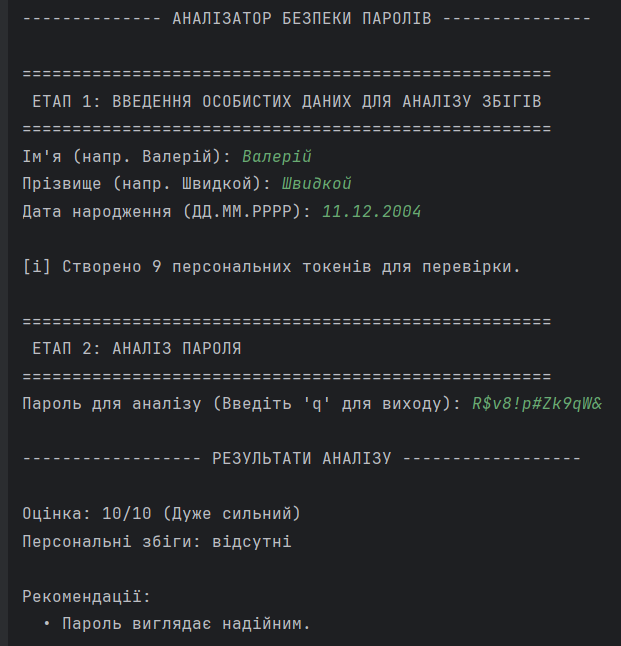 -------------- АНАЛІЗАТОР БЕЗПЕКИ ПАРОЛІВ ---------------
=====================================================
ЕТАП 1: ВВЕДЕННЯ ОСОБИСТИХ ДАНИХ ДЛЯ АНАЛІЗУ ЗБІГІВ
=====================================================
Ім'я (напр. Валерій): Валерій
Прізвище (напр. Швидкой): Швидкой
Дата народження (ДД.ММ.РРРР): 11.12.2004
[i] Створено 9 персональних токенів для перевірки.
=====================================================
ЕТАП 2: АНАЛІЗ ПАРОЛЯ
=====================================================
Пароль для аналізу (Введіть 'q' для виходу): R$v8!p#Zk9qW&
------------------ РЕЗУЛЬТАТИ АНАЛІЗУ ------------------
Оцінка: 10/10 (Дуже сильний)
Персональні збіги: відсутні
Рекомендації:
• Пароль виглядає надійним.